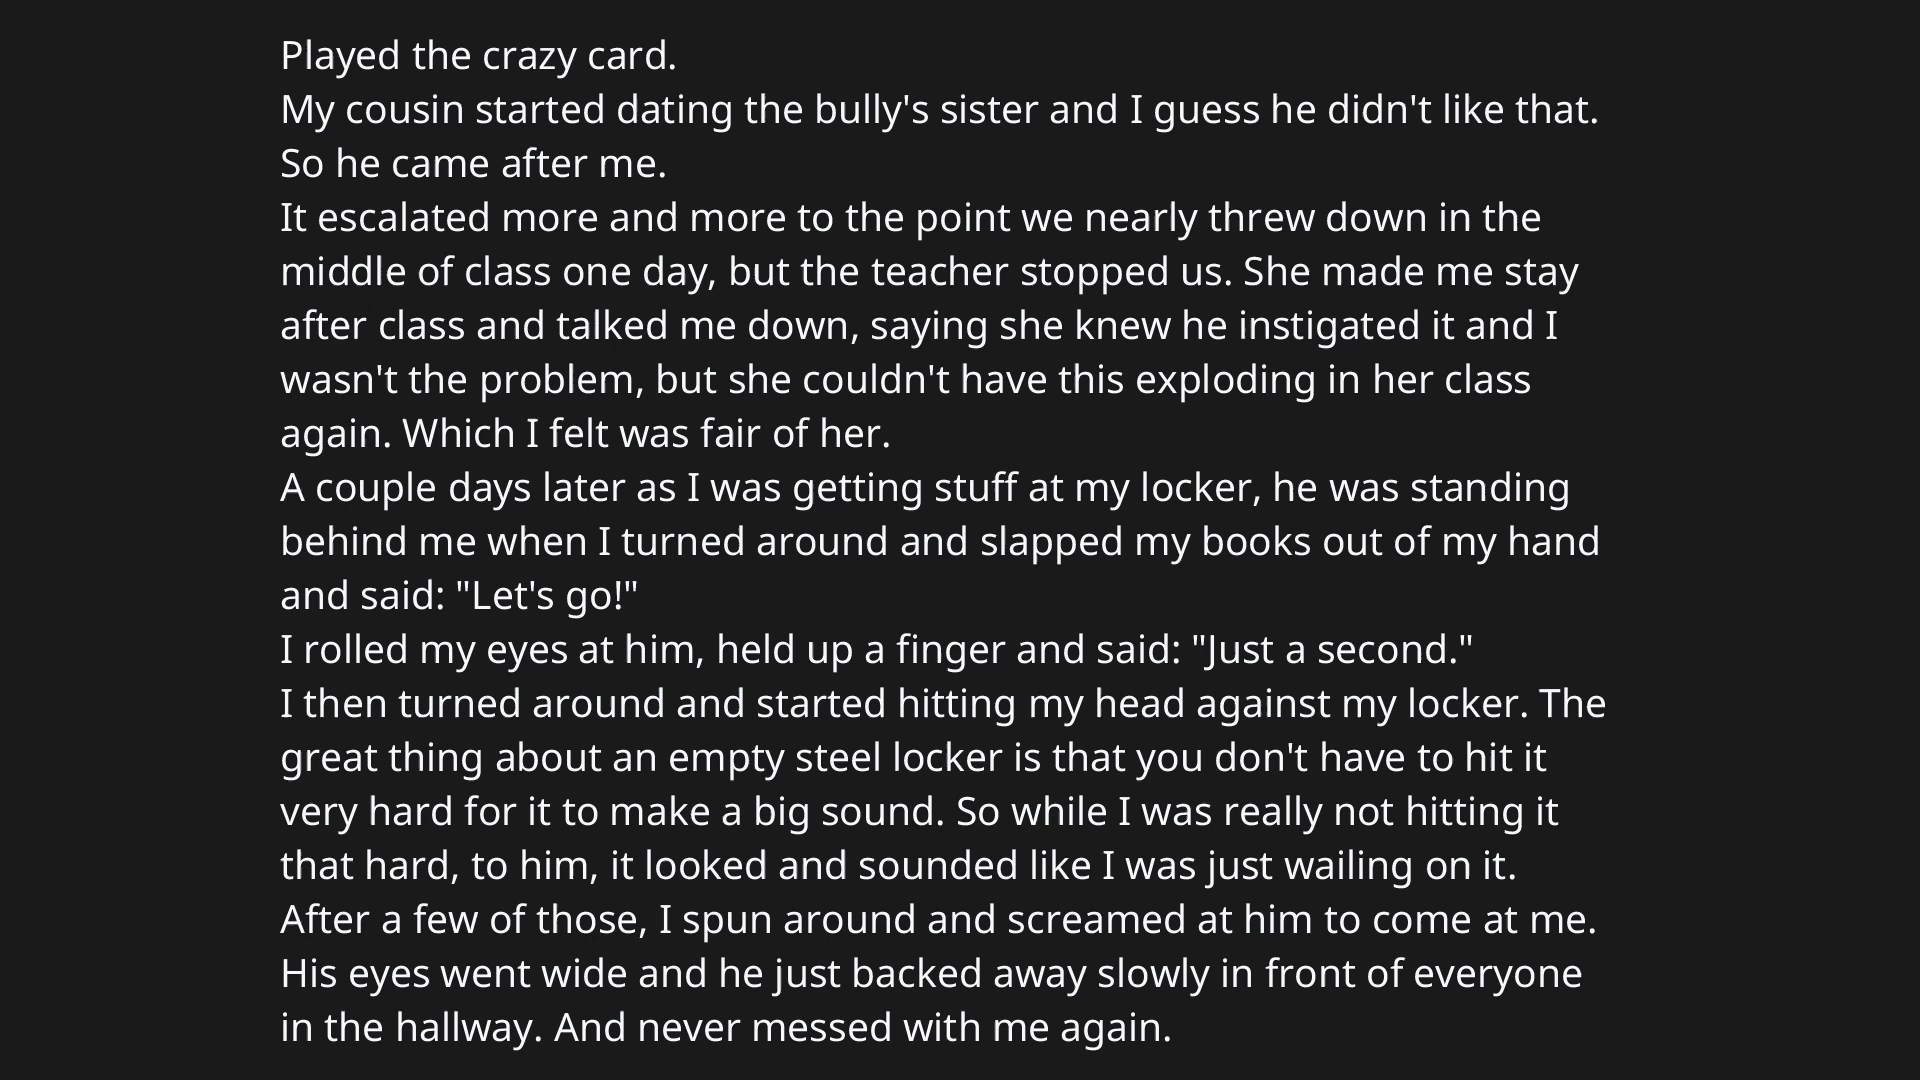 Played the crazy card.
My cousin started dating the bully's sister and I guess he didn't like that.
So he came after me.
It escalated more and more to the point we nearly threw down in the
middle of class one day, but the teacher stopped us. She made me stay
after class and talked me down, saying she knew he instigated it and I
wasn't the problem, but she couldn't have this exploding in her class
again. Which I felt was fair of her.
A couple days later as I was getting stuff at my locker, he was standing
behind me when I turned around and slapped my books out of my hand
and said: "Let's go!"
I rolled my eyes at him, held up a finger and said: "Just a second."
I then turned around and started hitting my head against my locker. The
great thing about an empty steel locker is that you don't have to hit it
very hard for it to make a big sound. So while I was really not hitting it
that hard, to him, it looked and sounded like I was just wailing on it.
After a few of those, I spun around and screamed at him to come at me.
His eyes went wide and he just backed away slowly in front of everyone
in the hallway. And never messed with me again.